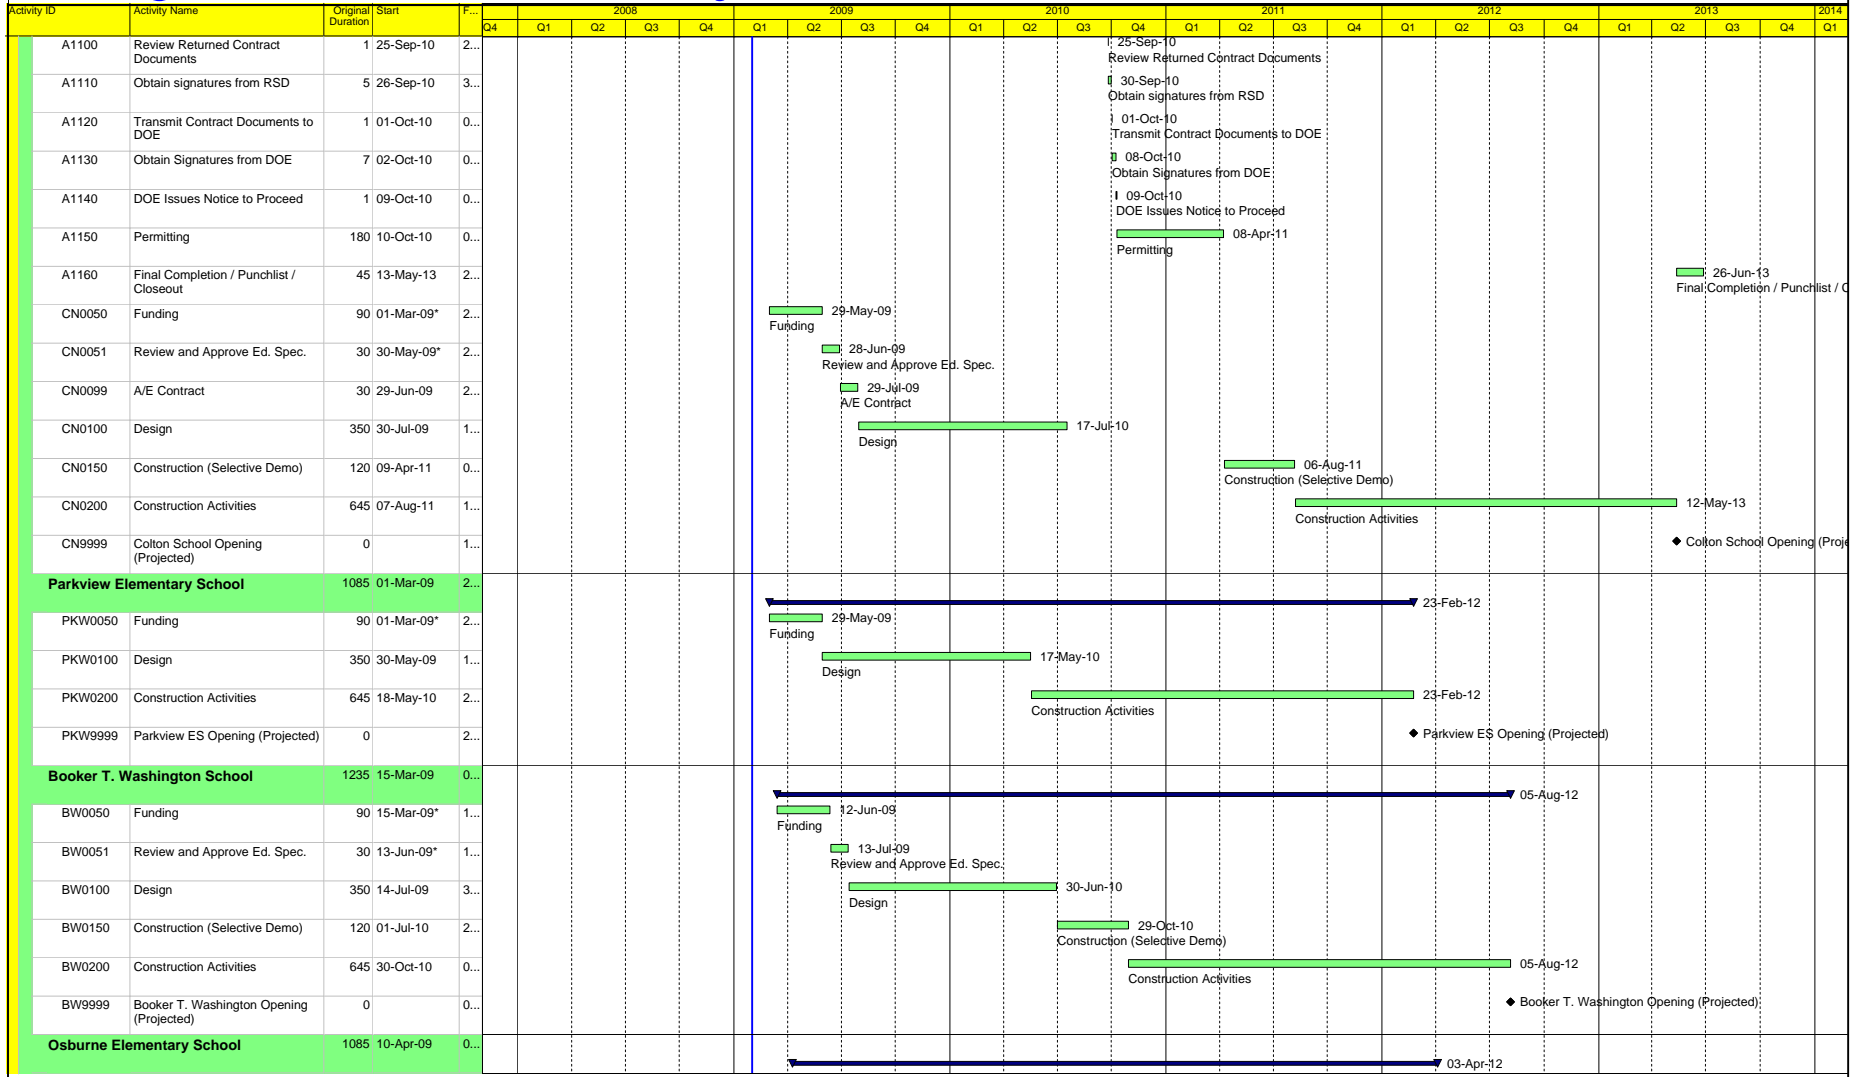 Activity ID Activity Name Original Duration Start F... 2008 2009 2010 2011 2012 2013 2014
Q4 Q1 Q2 Q3 Q4 Q1 Q2 Q3 Q4 Q1 Q2 Q3 Q4 Q1 Q2 Q3 Q4 Q1 Q2 Q3 Q4 Q1 Q2 Q3 Q4 Q1
A1100 Review Returned Contract Documents 1 25-Sep-10 2... 25-Sep-10
Review Returned Contract Documents
A1110 Obtain signatures from RSD 5 26-Sep-10 3... 30-Sep-10
Obtain signatures from RSD
A1120 Transmit Contract Documents to DOE 1 01-Oct-10 0... 01-Oct-10
Transmit Contract Documents to DOE
A1130 Obtain Signatures from DOE 7 02-Oct-10 0... 08-Oct-10
Obtain Signatures from DOE
A1140 DOE Issues Notice to Proceed 1 09-Oct-10 0... 09-Oct-10
DOE Issues Notice to Proceed
A1150 Permitting 180 10-Oct-10 0... 08-Apr-11
Permitting
A1160 Final Completion / Punchlist / Closeout 45 13-May-13 2... 26-Jun-13
Final Completion / Punchlist / C
CN0050 Funding 90 01-Mar-09* 2... 29-May-09
Funding
CN0051 Review and Approve Ed. Spec. 30 30-May-09* 2... 28-Jun-09
Review and Approve Ed. Spec.
CN0099 A/E Contract 30 29-Jun-09 2... 29-Jul-09
A/E Contract
CN0100 Design 350 30-Jul-09 1... 17-Jul-10
Design
CN0150 Construction (Selective Demo) 120 09-Apr-11 0... 06-Aug-11
Construction (Selective Demo)
CN0200 Construction Activities 645 07-Aug-11 1... 12-May-13
Construction Activities
CN9999 Colton School Opening (Projected) 0 1... Colton School Opening (Proje
Parkview Elementary School 1085 01-Mar-09 2... 23-Feb-12
PKW0050 Funding 90 01-Mar-09* 2... 29-May-09
Funding
PKW0100 Design 350 30-May-09 1... 17-May-10
Design
PKW0200 Construction Activities 645 18-May-10 2... 23-Feb-12
Construction Activities
PKW9999 Parkview ES Opening (Projected) 0 2... Parkview ES Opening (Projected)
Booker T. Washington School 1235 15-Mar-09 0... 05-Aug-12
BW0050 Funding 90 15-Mar-09* 1... 12-Jun-09
Funding
BW0051 Review and Approve Ed. Spec. 30 13-Jun-09* 1... 13-Jul-09
Review and Approve Ed. Spec.
BW0100 Design 350 14-Jul-09 3... 30-Jun-10
Design
BW0150 Construction (Selective Demo) 120 01-Jul-10 2... 29-Oct-10
Construction (Selective Demo)
BW0200 Construction Activities 645 30-Oct-10 0... 05-Aug-12
Construction Activities
BW9999 Booker T. Washington Opening (Projected) 0 0... Booker T. Washington Opening (Projected)
Osburne Elementary School 1085 10-Apr-09 0... 03-Apr-12